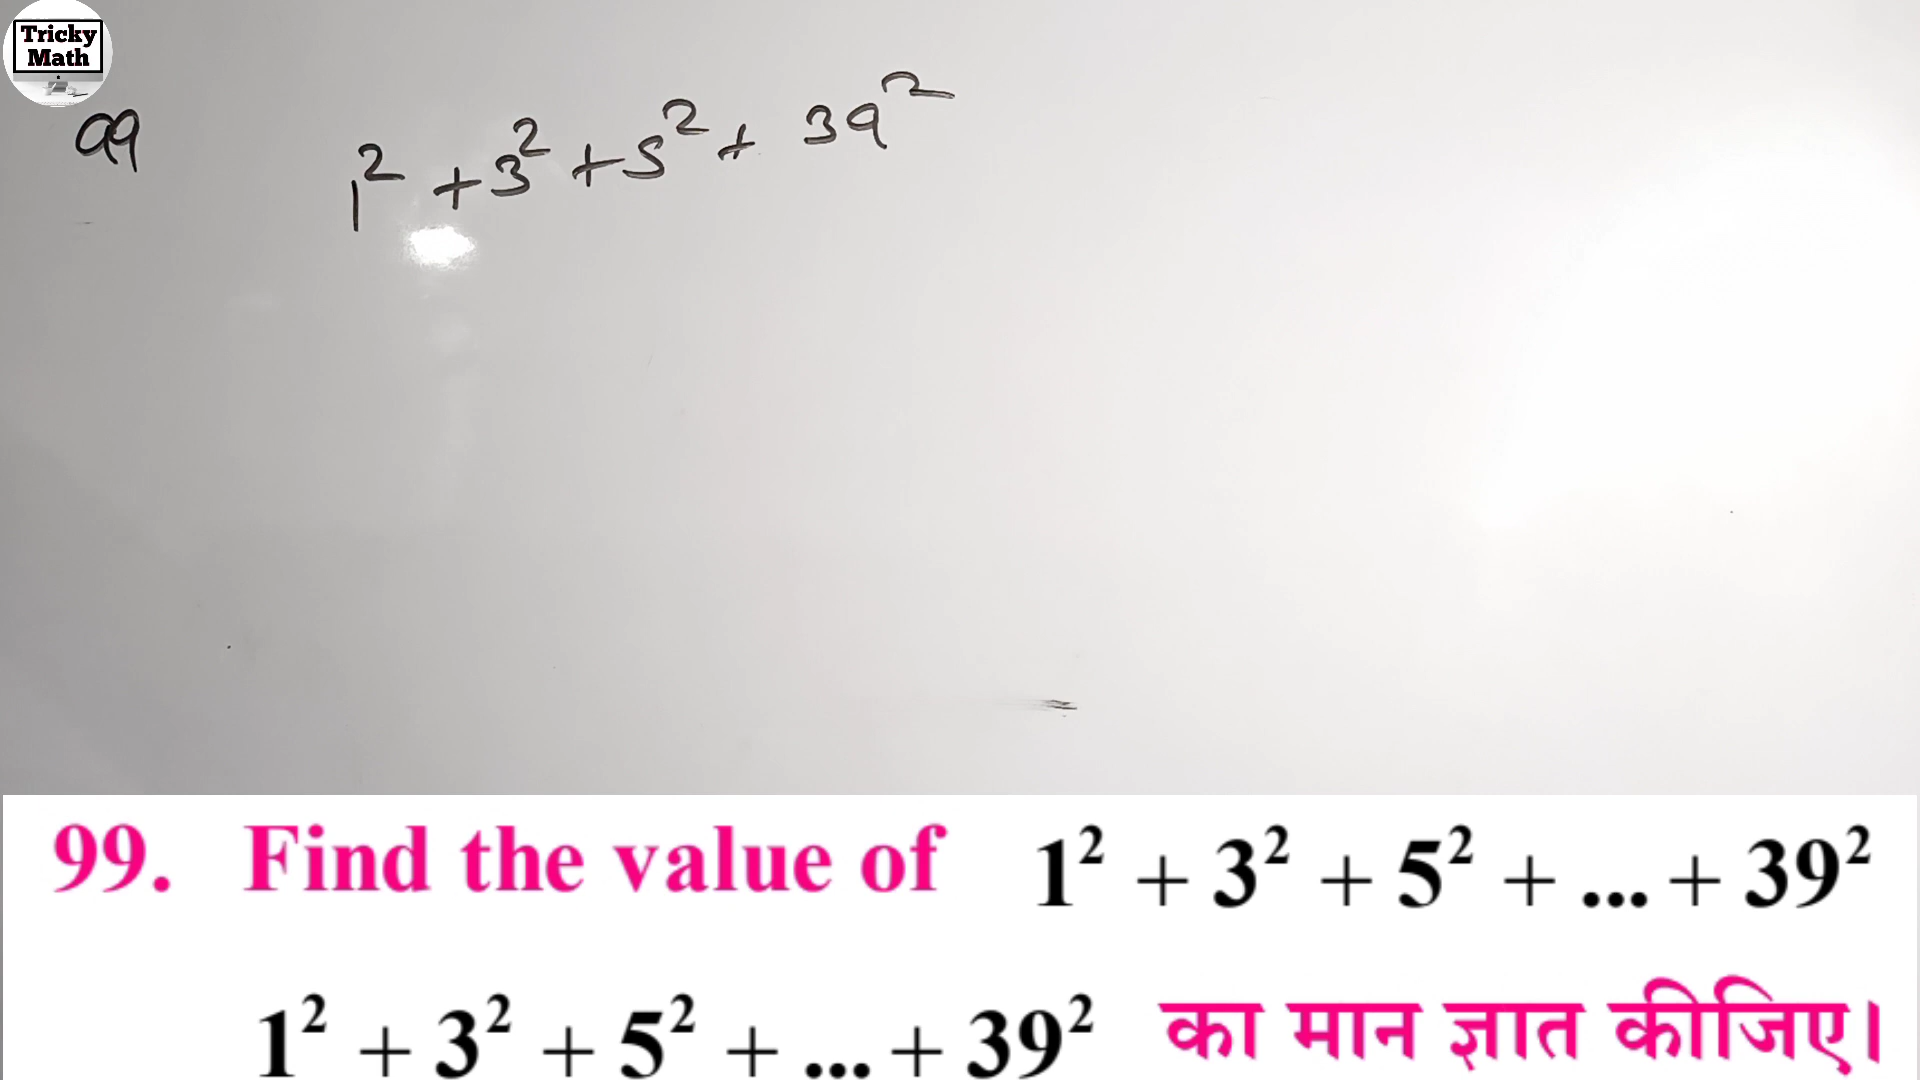 Tricky
Math
99
1² + 3² + 5² + 39²
99. Find the value of 1² + 3² + 5² + ... + 39²
1² + 3² + 5² + ... + 39² का मान ज्ञात कीजिए।